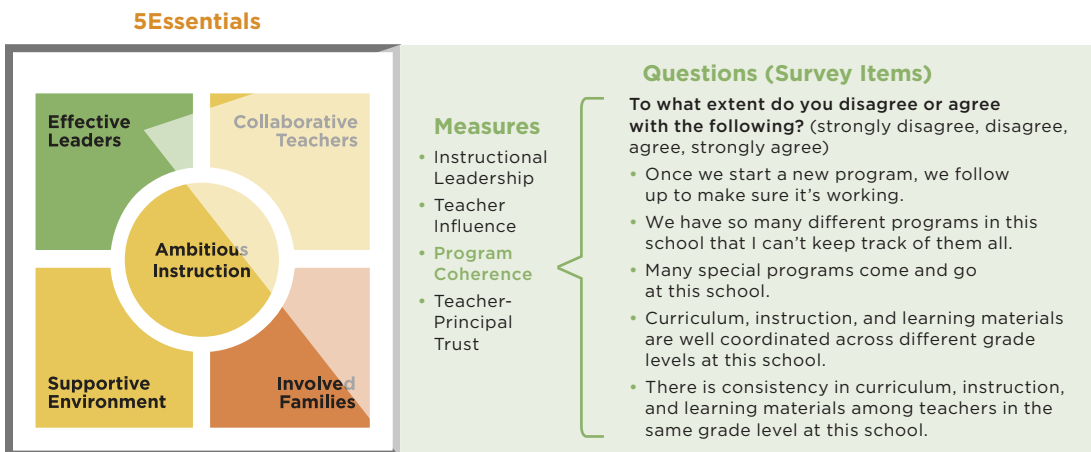 5Essentials
Effective
Leaders
Collaborative
Teachers
Ambitious
Instruction
Supportive
Environment
Involved
Families
Measures
• Instructional
Leadership
• Teacher
Influence
• Program
Coherence
• Teacher-
Principal
Trust
Questions (Survey Items)
To what extent do you disagree or agree
with the following? (strongly disagree, disagree,
agree, strongly agree)
• Once we start a new program, we follow
up to make sure it's working.
• We have so many different programs in this
school that I can't keep track of them all.
• Many special programs come and go
at this school.
• Curriculum, instruction, and learning materials
are well coordinated across different grade
levels at this school.
• There is consistency in curriculum, instruction,
and learning materials among teachers in the
same grade level at this school.